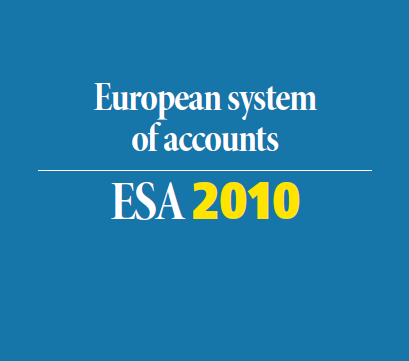 European system
of accounts
ESA 2010